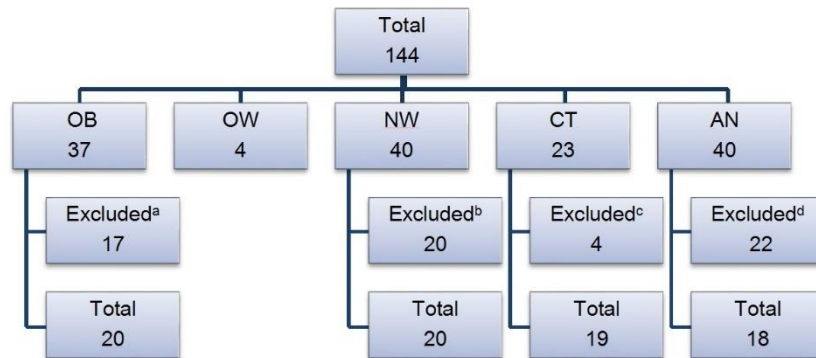 Total
144
OB
37
OW
4
NW
40
CT
23
AN
40
Excludedᵃ
17
Excludedᵇ
20
Excludedᶜ
4
Excludedᵈ
22
Total
20
Total
20
Total
19
Total
18